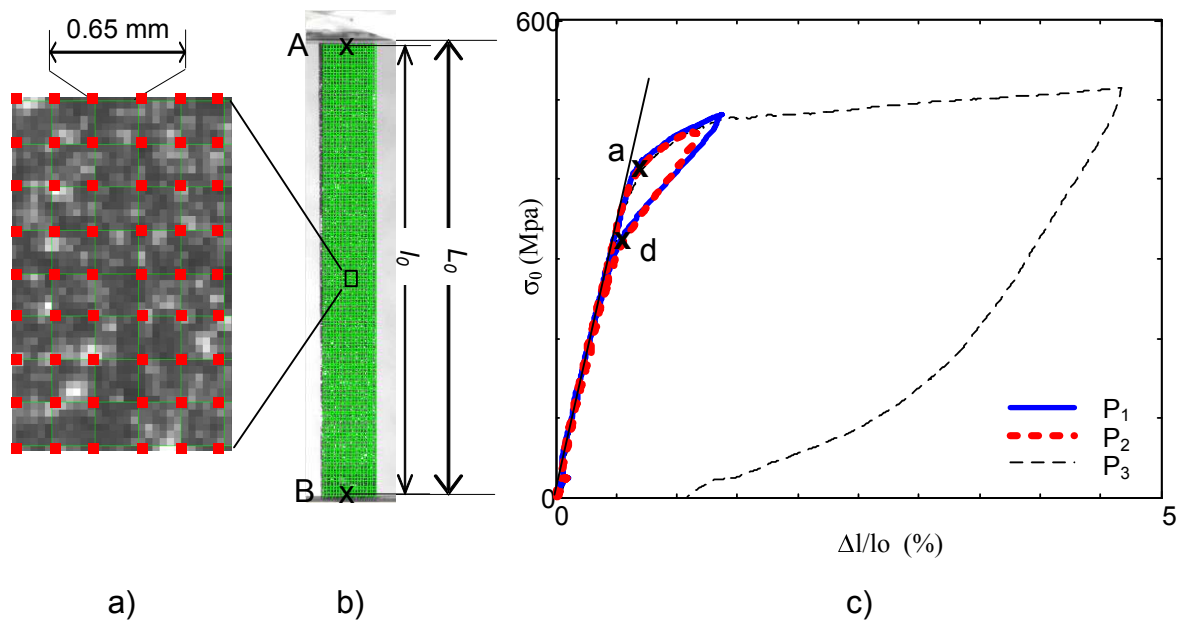 0.65 mm
A
B
l0
L0
600
σ0 (Mpa)
a
d
P1
P2
P3
0
0
5
Δl/lo (%)
a)
b)
c)